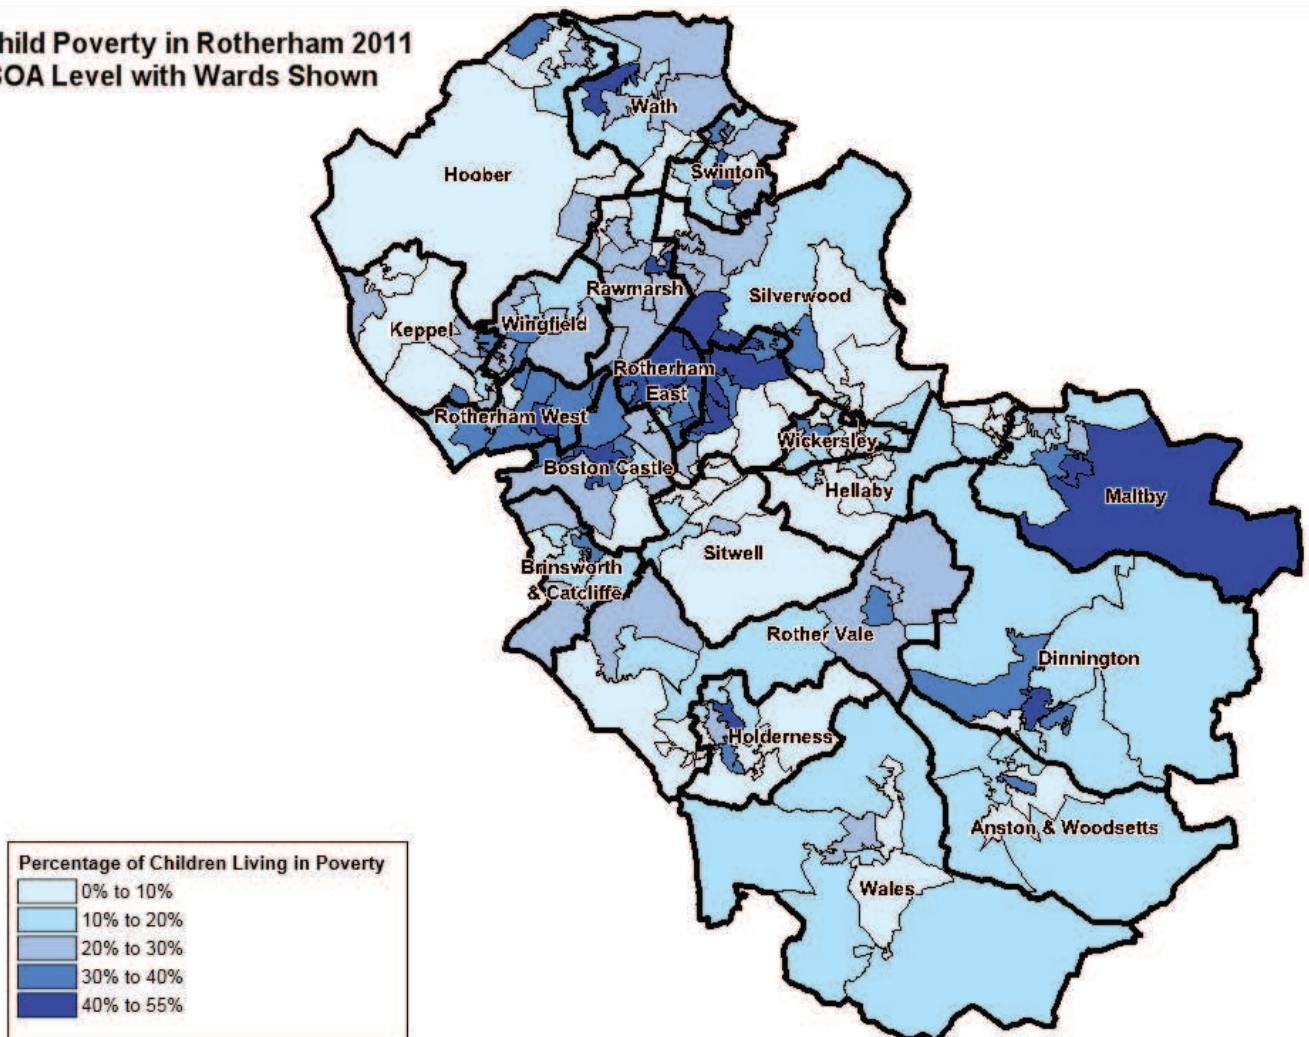 hild Poverty in Rotherham 2011
SOA Level with Wards Shown
Wath
Hoober
Swinton
Rawmarsh
Silverwood
Keppel
Wingfield
Rotherham
East
Rotherham West
Wickersley
Boston Castle
Hellaby
Maltby
Sitwell
Brinsworth
& Catcliffe
Rother Vale
Dinnington
Holderness
Anston & Woodsetts
Wales
Percentage of Children Living in Poverty
0% to 10%
10% to 20%
20% to 30%
30% to 40%
40% to 55%